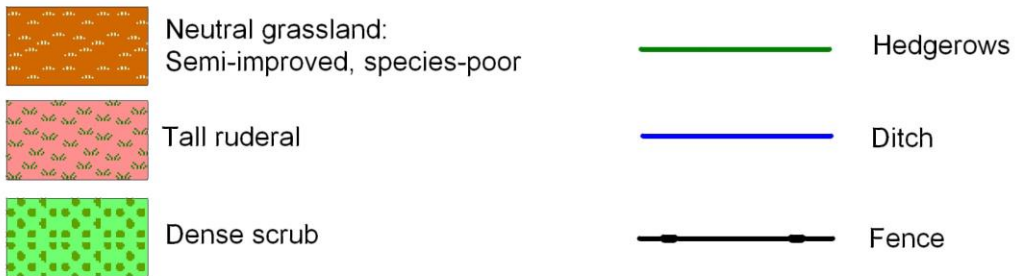 Neutral grassland:
Semi-improved, species-poor
Hedgerows
Tall ruderal
Ditch
Dense scrub
Fence